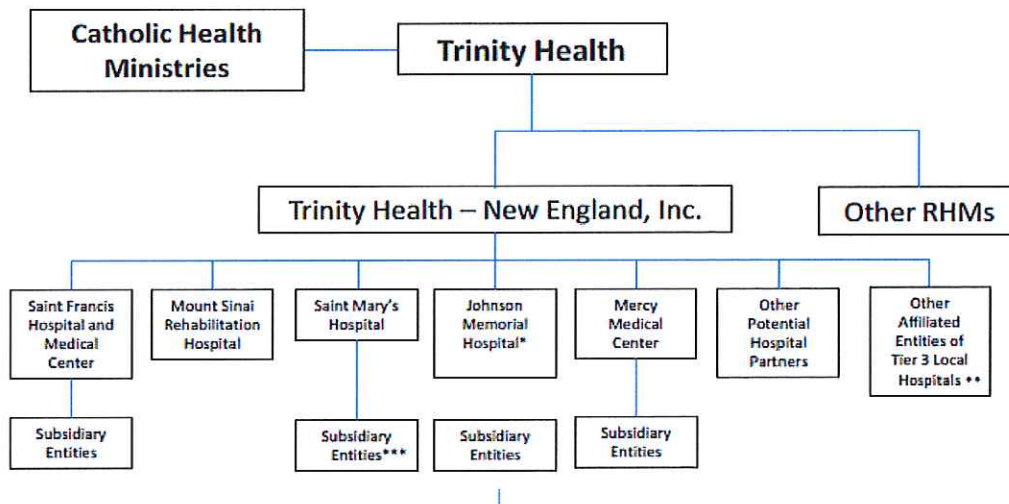 Catholic Health
Ministries
Trinity Health
Trinity Health – New England, Inc.
Other RHMs
Saint Francis
Hospital and
Medical
Center
Mount Sinai
Rehabilitation
Hospital
Saint Mary's
Hospital
Johnson
Memorial
Hospital*
Mercy
Medical
Center
Other
Potential
Hospital
Partners
Other
Affiliated
Entities of
Tier 3 Local
Hospitals **
Subsidiary
Entities
Subsidiary
Entities***
Subsidiary
Entities
Subsidiary
Entities